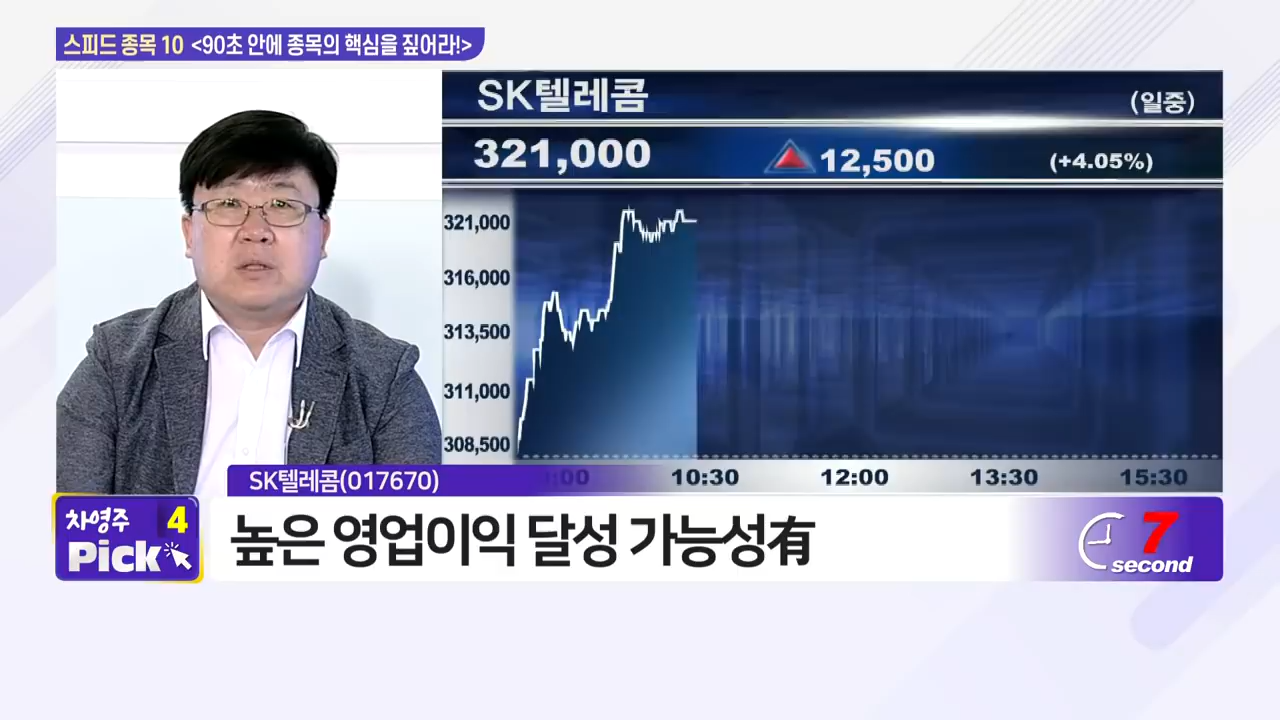 스피드 종목 10 <90초 안에 종목의 핵심을 짚어라!>
SK텔레콤
(일중)
321,000 ▲ 12,500 (+4.05%)
321,000
316,000
313,500
311,000
308,500
:00 10:30 12:00 13:30 15:30
SK텔레콤(017670)
차영주 4
Pick
높은 영업이익 달성 가능성有
7
second